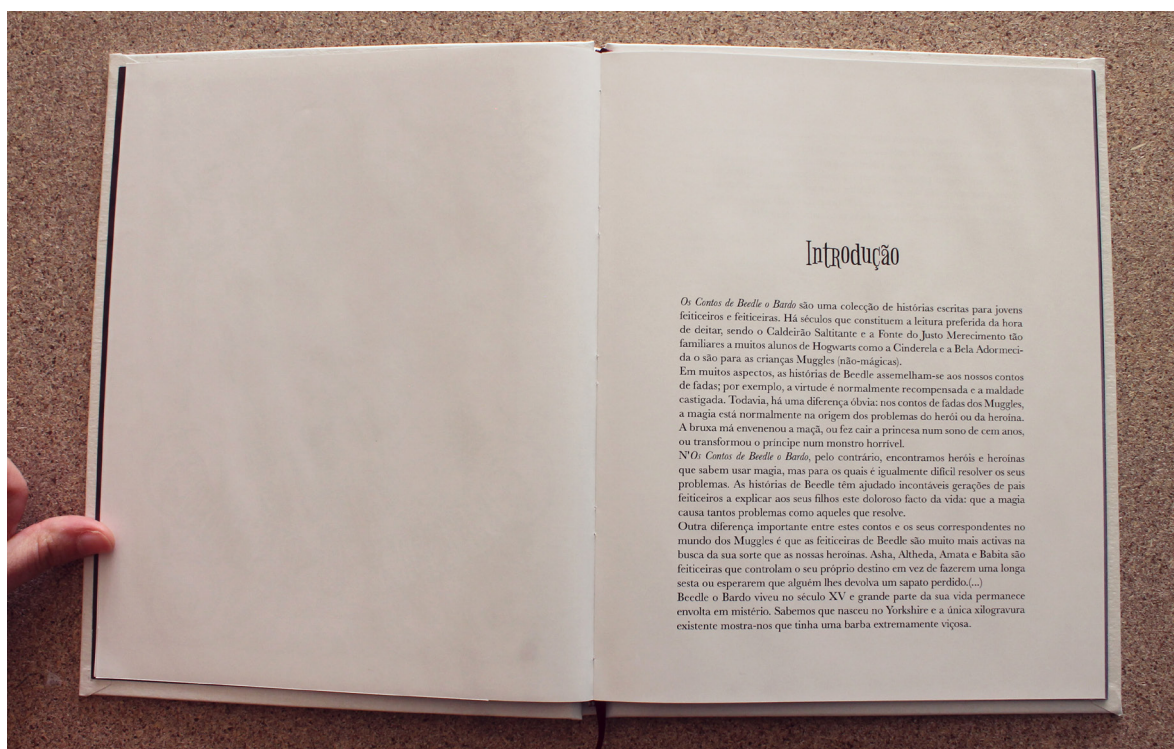 Introdução
Os Contos de Beedle o Bardo são uma colecção de histórias escritas para jovens
feiticeiros e feiticeiras. Há séculos que constituem a leitura preferida da hora
de deitar, sendo o Caldeirão Saltitante e a Fonte do Justo Merecimento tão
familiares a muitos alunos de Hogwarts como a Cinderela e a Bela Adormeci-
da o são para as crianças Muggles (não-mágicas).
Em muitos aspectos, as histórias de Beedle assemelham-se aos nossos contos
de fadas; por exemplo, a virtude é normalmente recompensada e a maldade
castigada. Todavia, há uma diferença óbvia: nos contos de fadas dos Muggles,
a magia está normalmente na origem dos problemas do herói ou da heroína.
A bruxa má envenenou a maçã, ou fez cair a princesa num sono de cem anos,
ou transformou o príncipe num monstro horrível.
N'Os Contos de Beedle o Bardo, pelo contrário, encontramos heróis e heroínas
que sabem usar magia, mas para os quais é igualmente difícil resolver os seus
problemas. As histórias de Beedle têm ajudado incontáveis gerações de pais
feiticeiros a explicar aos seus filhos este doloroso facto da vida: que a magia
causa tantos problemas como aqueles que resolve.
Outra diferença importante entre estes contos e os seus correspondentes no
mundo dos Muggles é que as feiticeiras de Beedle são muito mais activas na
busca da sua sorte que as nossas heroínas. Asha, Altheda, Amata e Babita são
feiticeiras que controlam o seu próprio destino em vez de fazerem uma longa
sesta ou esperarem que alguém lhes devolva um sapato perdido.(...)
Beedle o Bardo viveu no século XV e grande parte da sua vida permanece
envolta em mistério. Sabemos que nasceu no Yorkshire e a única xilogravura
existente mostra-nos que tinha uma barba extremamente viçosa.